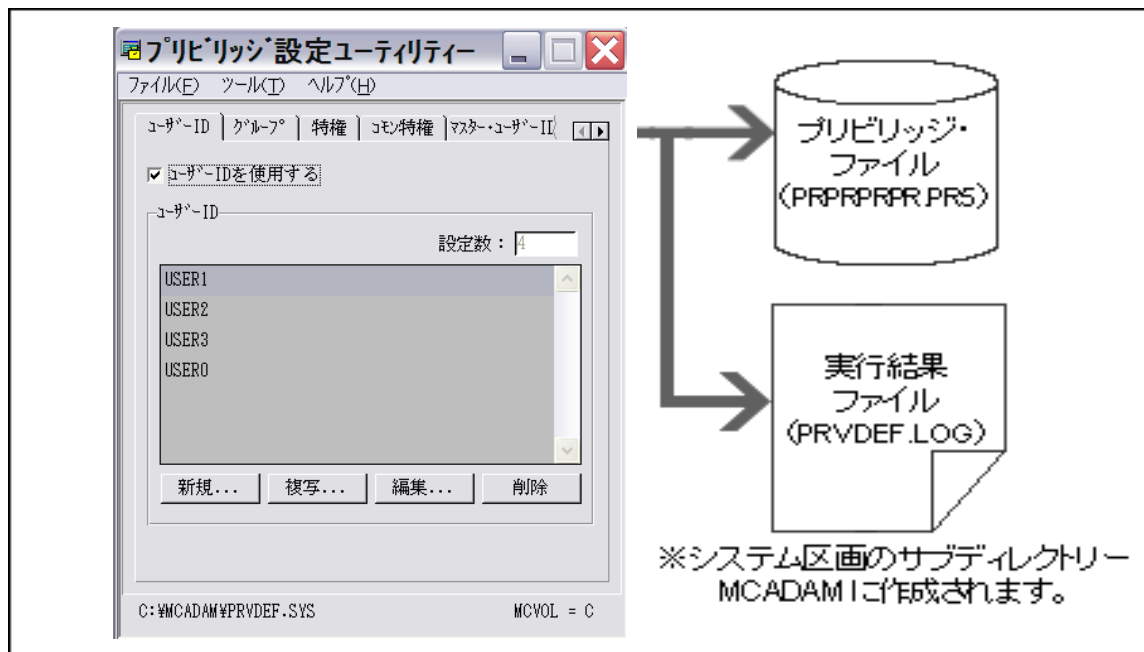 プリビリッジ設定ユーティリティー
ファイル(F) ツール(T) ヘルプ(H)
ユーザーID グループ 特権 コモン特権 マスター・ユーザーII
ユーザーIDを使用する
ユーザーID
設定数: 4
USER1
USER2
USER3
USER0
新規... 複写... 編集... 削除
C:¥MCADAM¥PRVDEF.SYS MCVOL = C
プリビリッジ・
ファイル
(PRPRPRPR.PRS)
実行結果
ファイル
(PRVDEF.LOG)
※システム区画のサブディレクトリー
MCADAMに作成されます。